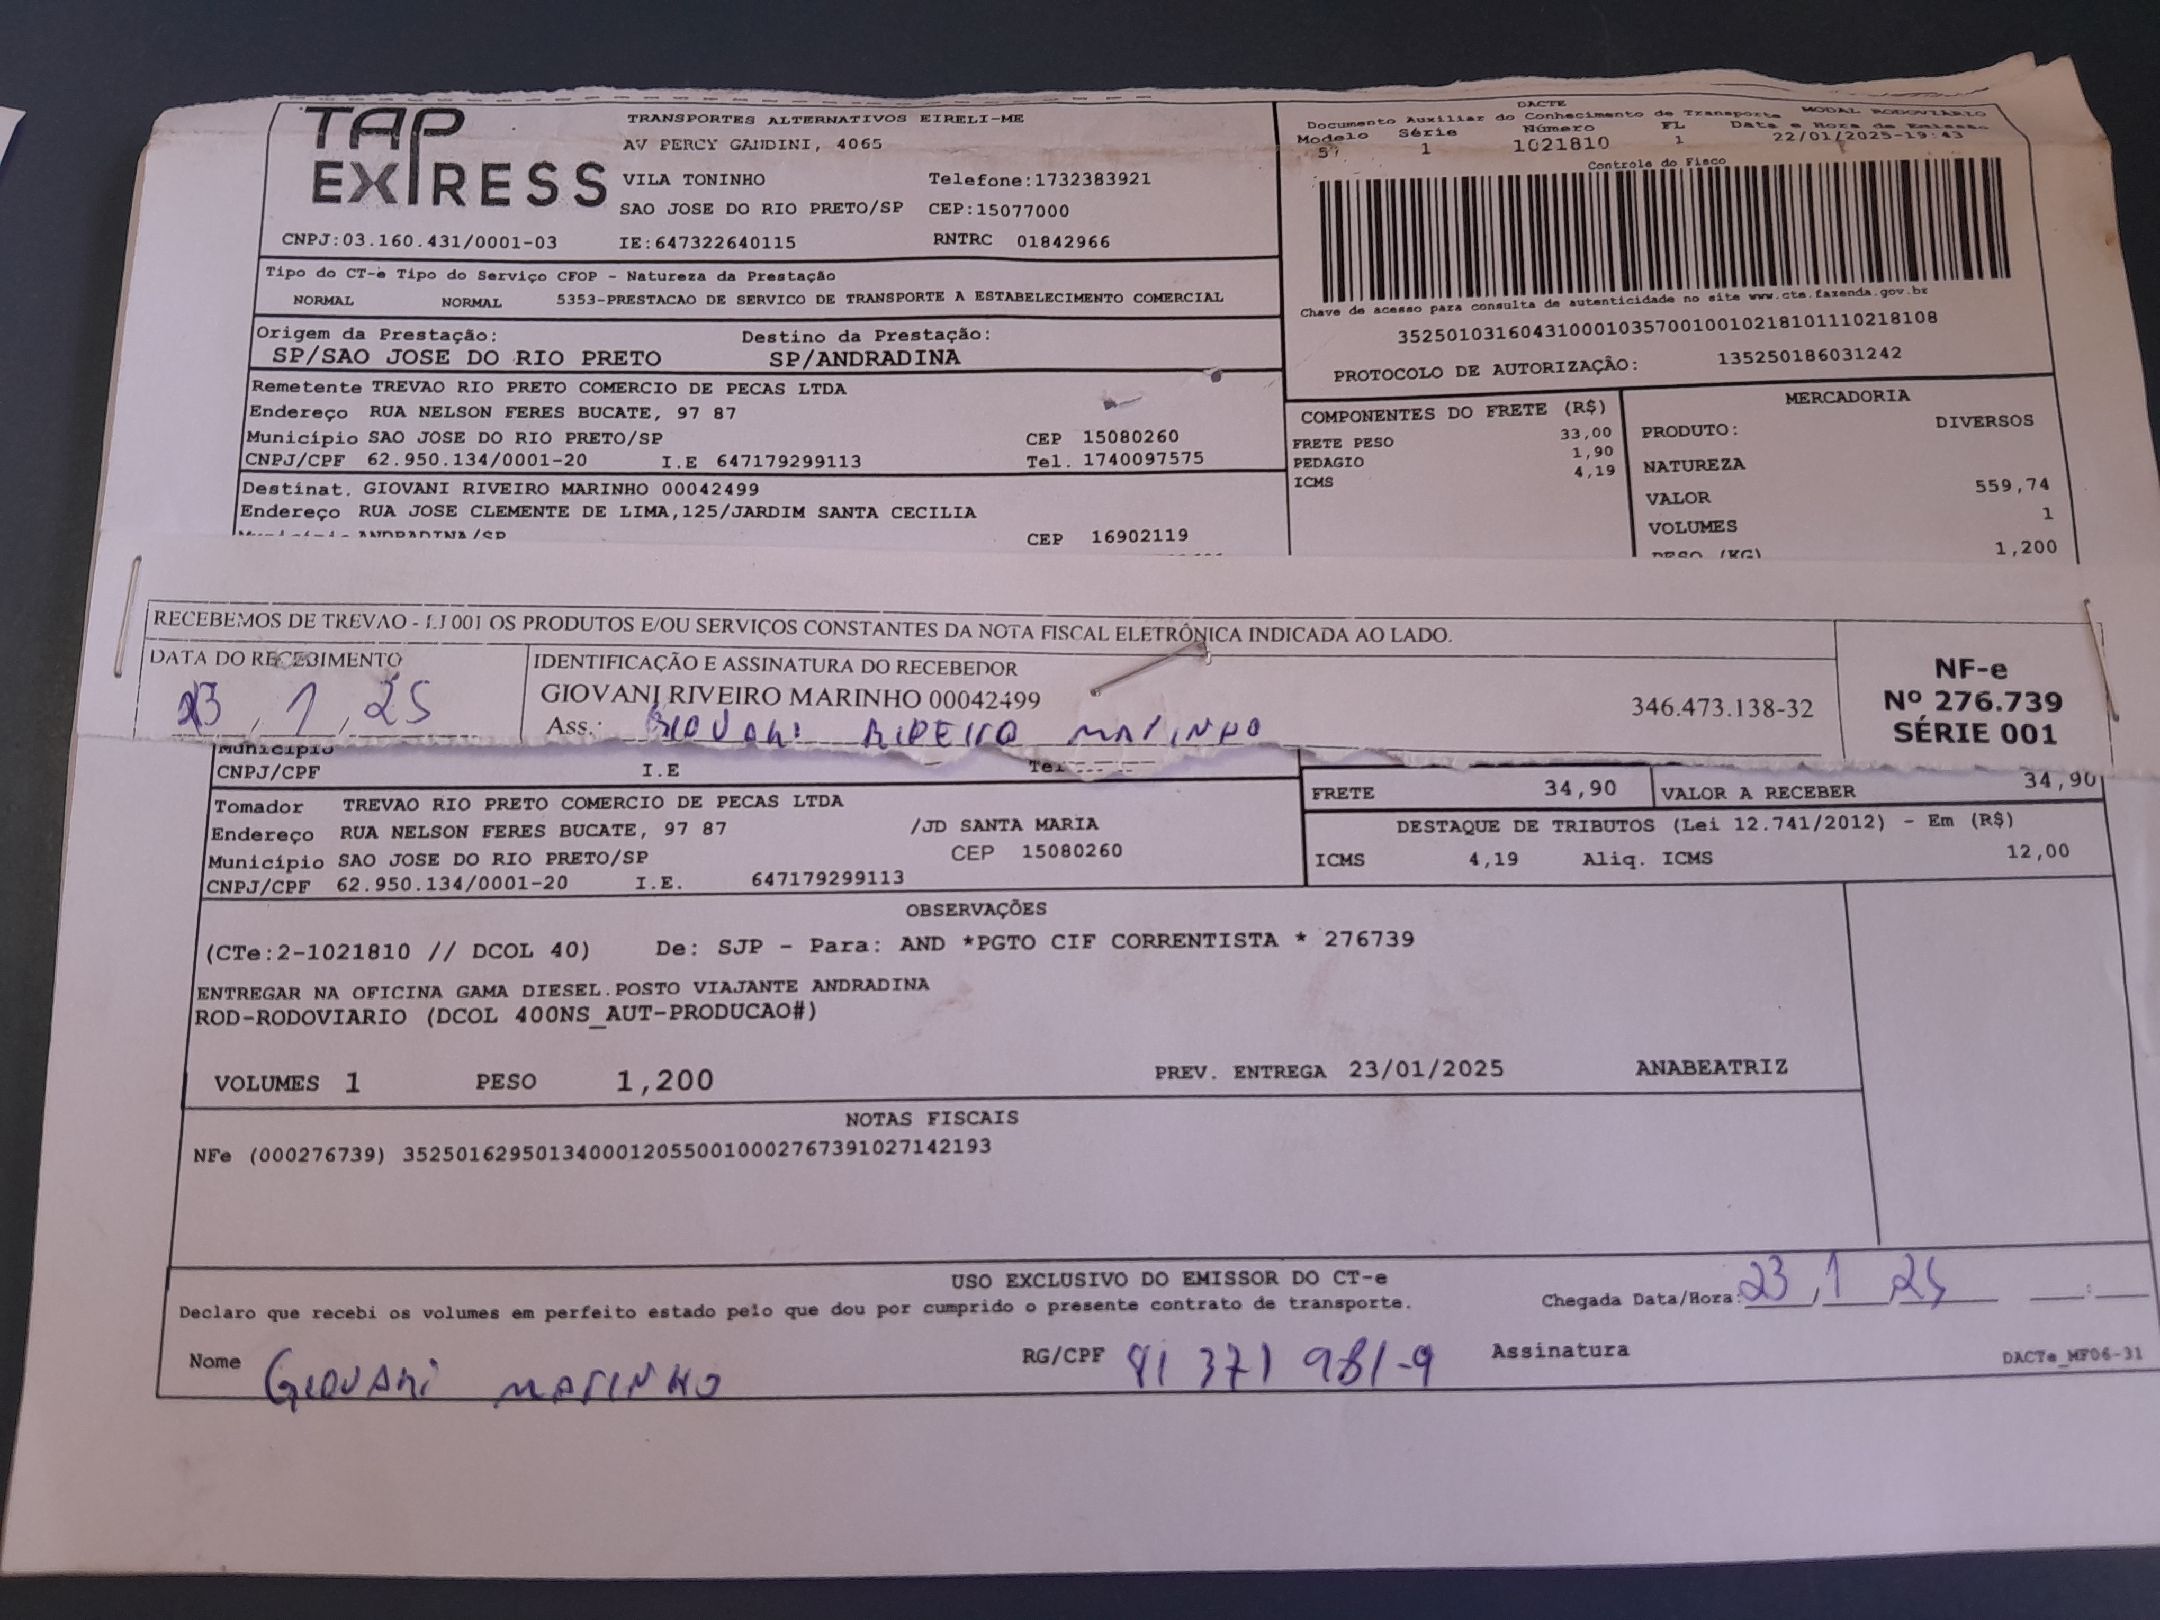 TAP EXPRESS
TRANSPORTES ALTERNATIVOS EIRELI-ME
AV PERCY GANDINI, 4065
VILA TONINHO Telefone:1732383921
SAO JOSE DO RIO PRETO/SP CEP:15077000
CNPJ:03.160.431/0001-03 IE:647322640115 RNTRC 01842966
DACTE
Documento Auxiliar do Conhecimento de Transporte MODAL RODOVIARIO
Modelo Série Número FL Data e Hora de Emissão
57 1 1021810 1 22/01/2025-19:43
Controle do Fisco
Chave de acesso para consulta de autenticidade no site www.cte.fazenda.gov.br
35250103160431000103570010010218101110218108
PROTOCOLO DE AUTORIZAÇÃO: 135250186031242
Tipo do CT-e Tipo do Serviço CFOP - Natureza da Prestação
NORMAL NORMAL 5353-PRESTACAO DE SERVICO DE TRANSPORTE A ESTABELECIMENTO COMERCIAL
Origem da Prestação: Destino da Prestação:
SP/SAO JOSE DO RIO PRETO SP/ANDRADINA
Remetente TREVAO RIO PRETO COMERCIO DE PECAS LTDA
Endereço RUA NELSON FERES BUCATE, 97 87
Município SAO JOSE DO RIO PRETO/SP CEP 15080260
CNPJ/CPF 62.950.134/0001-20 I.E 647179299113 Tel. 1740097575
Destinat. GIOVANI RIVEIRO MARINHO 00042499
Endereço RUA JOSE CLEMENTE DE LIMA,125/JARDIM SANTA CECILIA
Município ANDRADINA/SP CEP 16902119
COMPONENTES DO FRETE (R$)
FRETE PESO 33,00
PEDAGIO 1,90
ICMS 4,19
MERCADORIA
PRODUTO: DIVERSOS
NATUREZA
VALOR 559,74
VOLUMES 1
PESO (KG) 1,200
RECEBEMOS DE TREVAO - LJ 001 OS PRODUTOS E/OU SERVIÇOS CONSTANTES DA NOTA FISCAL ELETRÔNICA INDICADA AO LADO.
DATA DO RECEBIMENTO IDENTIFICAÇÃO E ASSINATURA DO RECEBEDOR
23, 1, 25 GIOVANI RIVEIRO MARINHO 00042499 346.473.138-32
Ass.: GIOVANI RIBEIRO MARINHO
NF-e
Nº 276.739
SÉRIE 001
Município
CNPJ/CPF I.E Tel
FRETE 34,90 VALOR A RECEBER 34,90
Tomador TREVAO RIO PRETO COMERCIO DE PECAS LTDA
Endereço RUA NELSON FERES BUCATE, 97 87 /JD SANTA MARIA
Município SAO JOSE DO RIO PRETO/SP CEP 15080260
CNPJ/CPF 62.950.134/0001-20 I.E. 647179299113
DESTAQUE DE TRIBUTOS (Lei 12.741/2012) - Em (R$)
ICMS 4,19 Aliq. ICMS 12,00
OBSERVAÇÕES
(CTe:2-1021810 // DCOL 40) De: SJP - Para: AND *PGTO CIF CORRENTISTA * 276739
ENTREGAR NA OFICINA GAMA DIESEL.POSTO VIAJANTE ANDRADINA
ROD-RODOVIARIO (DCOL 400NS_AUT-PRODUCAO#)
VOLUMES 1 PESO 1,200 PREV. ENTREGA 23/01/2025 ANABEATRIZ
NOTAS FISCAIS
NFe (000276739) 35250162950134000120550010002767391027142193
USO EXCLUSIVO DO EMISSOR DO CT-e
Declaro que recebi os volumes em perfeito estado pelo que dou por cumprido o presente contrato de transporte. Chegada Data/Hora: 23, 1 25
Nome GIOVANI MARINHO RG/CPF 41 371 981-9 Assinatura
DACTe_MF06-31